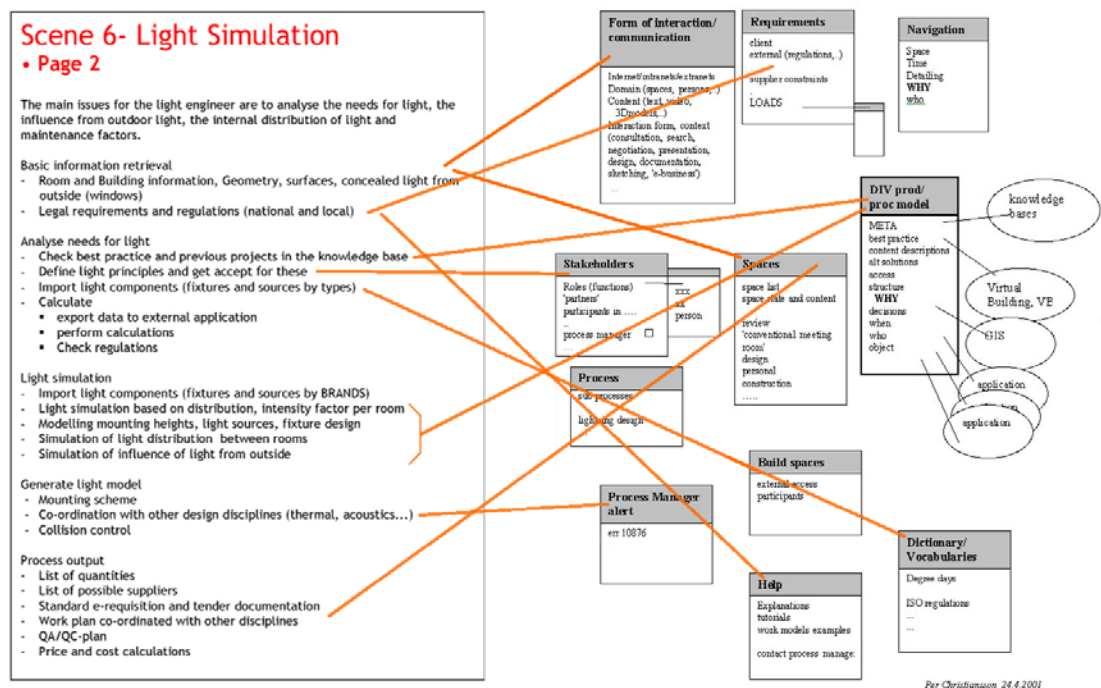 Scene 6- Light Simulation
• Page 2
The main issues for the light engineer are to analyse the needs for light, the
influence from outdoor light, the internal distribution of light and
maintenance factors.
Basic information retrieval
- Room and Building information, Geometry, surfaces, concealed light from
outside (windows)
- Legal requirements and regulations (national and local)
Analyse needs for light
- Check best practice and previous projects in the knowledge base
- Define light principles and get accept for these
- Import light components (fixtures and sources by types)
- Calculate
▪ export data to external application
▪ perform calculations
▪ Check regulations
Light simulation
- Import light components (fixtures and sources by BRANDS)
- Light simulation based on distribution, intensity factor per room
- Modelling mounting heights, light sources, fixture design
- Simulation of light distribution between rooms
- Simulation of influence of light from outside
Generate light model
- Mounting scheme
- Co-ordination with other design disciplines (thermal, acoustics...)
- Collision control
Process output
- List of quantities
- List of possible suppliers
- Standard e-requisition and tender documentation
- Work plan co-ordinated with other disciplines
- QA/QC-plan
- Price and cost calculations
Form of interaction/
communication
Internet/intranets/extranets
Domain (spaces, persons,..)
Content (text, video,
3Dmodels,..)
Interaction form, context
(consultation, search,
negotiation, presentation,
design, documentation,
sketching, 'e-business')
..
Requirements
client
external (regulations,..)
.
supplier constraints
.
LOADS
Navigation
Space
Time
Detailing
WHY
who
DIV prod/
proc model
META
best practice
content descriptions
alt solutions
access
structure
WHY
decisions
when
who
object
knowledge
bases
Virtual
Building, VB
GIS
application
application
Stakeholders
Roles (functions)
'partners'
participants in ....
..
process manager
...
xxx
xx
person
Spaces
space list
space state and content
review
'conventional meeting
room'
design
personal
construction
.....
Process
sub processes
lighting design
Build spaces
external access
participants
Process Manager
alert
err 10876
Dictionary/
Vocabularies
Degree days
ISO regulations
...
...
Help
Explanations
tutorials
work models examples
contact process manage:
Per Christiansson 24.4.2001